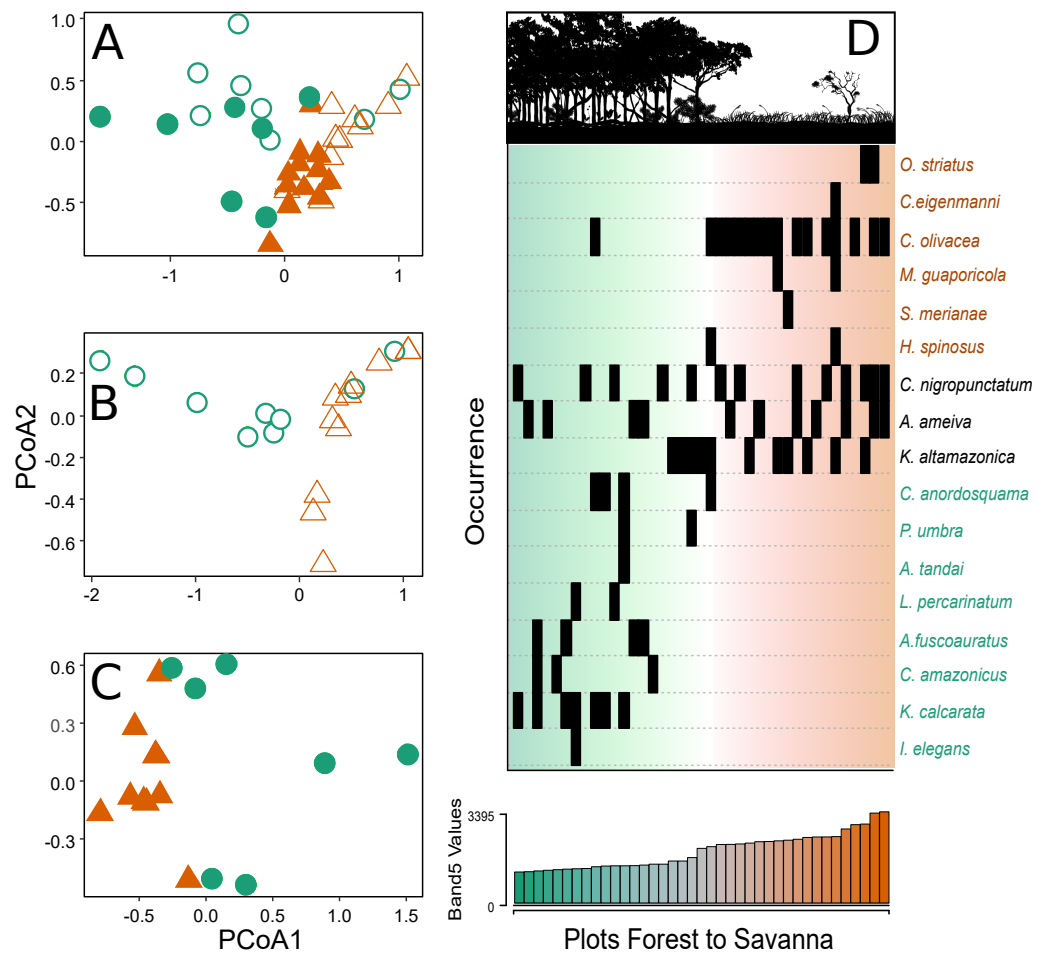 A
1.0
0.5
0.0
-0.5
-1
0
1
B
0.2
0.0
-0.2
-0.4
-0.6
-2
-1
0
1
PCoA2
C
0.6
0.3
0.0
-0.3
-0.5
0.0
0.5
1.0
1.5
PCoA1
D
Occurrence
O. striatus
C.eigenmanni
C. olivacea
M. guaporicola
S. merianae
H. spinosus
C. nigropunctatum
A. ameiva
K. altamazonica
C. anordosquama
P. umbra
A. tandai
L. percarinatum
A.fuscoauratus
C. amazonicus
K. calcarata
I. elegans
Band5 Values
3395
0
Plots Forest to Savanna